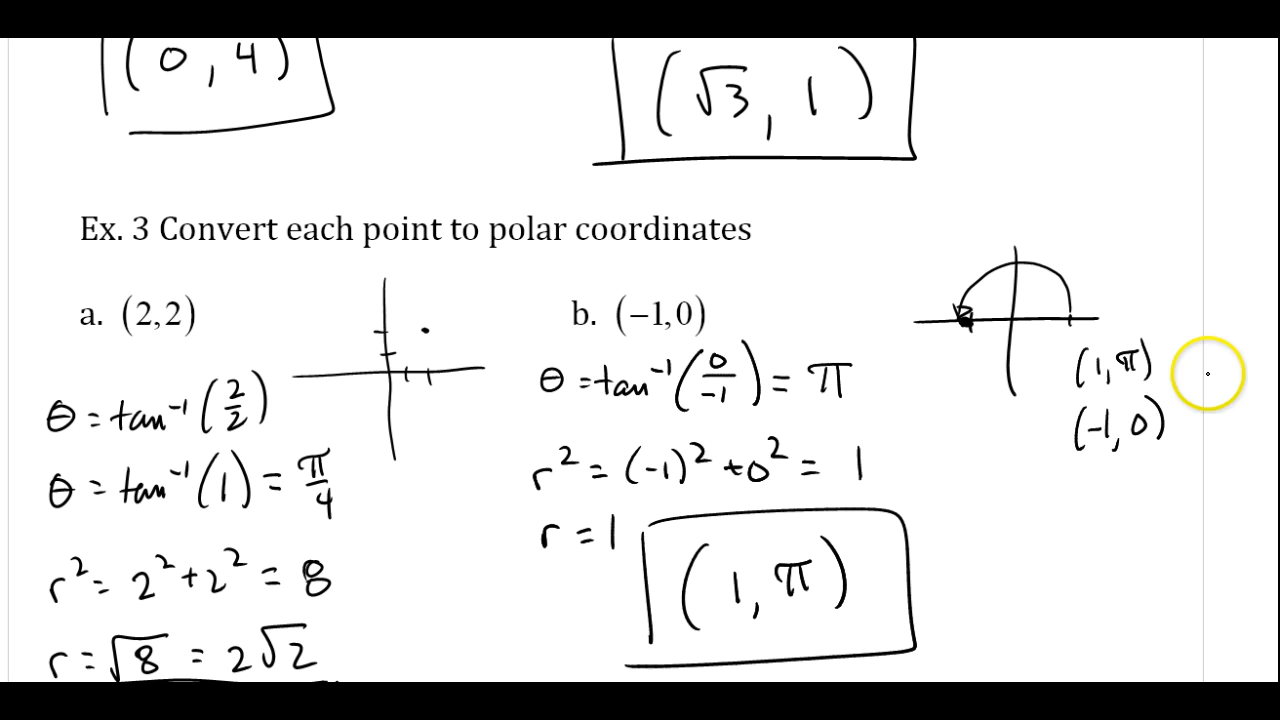 (0, 4)
(√3, 1)
Ex. 3 Convert each point to polar coordinates
a. (2,2)
θ = tan⁻¹(2/2)
θ = tan⁻¹(1) = π/4
r² = 2² + 2² = 8
r = √8 = 2√2
b. (−1,0)
θ = tan⁻¹(0/-1) = π
r² = (-1)² + 0² = 1
r = 1
(1, π)
(1, π)
(-1, 0)